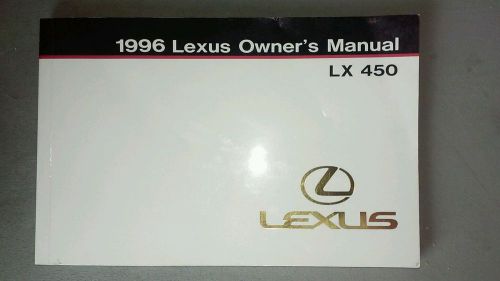 1996 Lexus Owner's Manual
LX 450
LEXUS